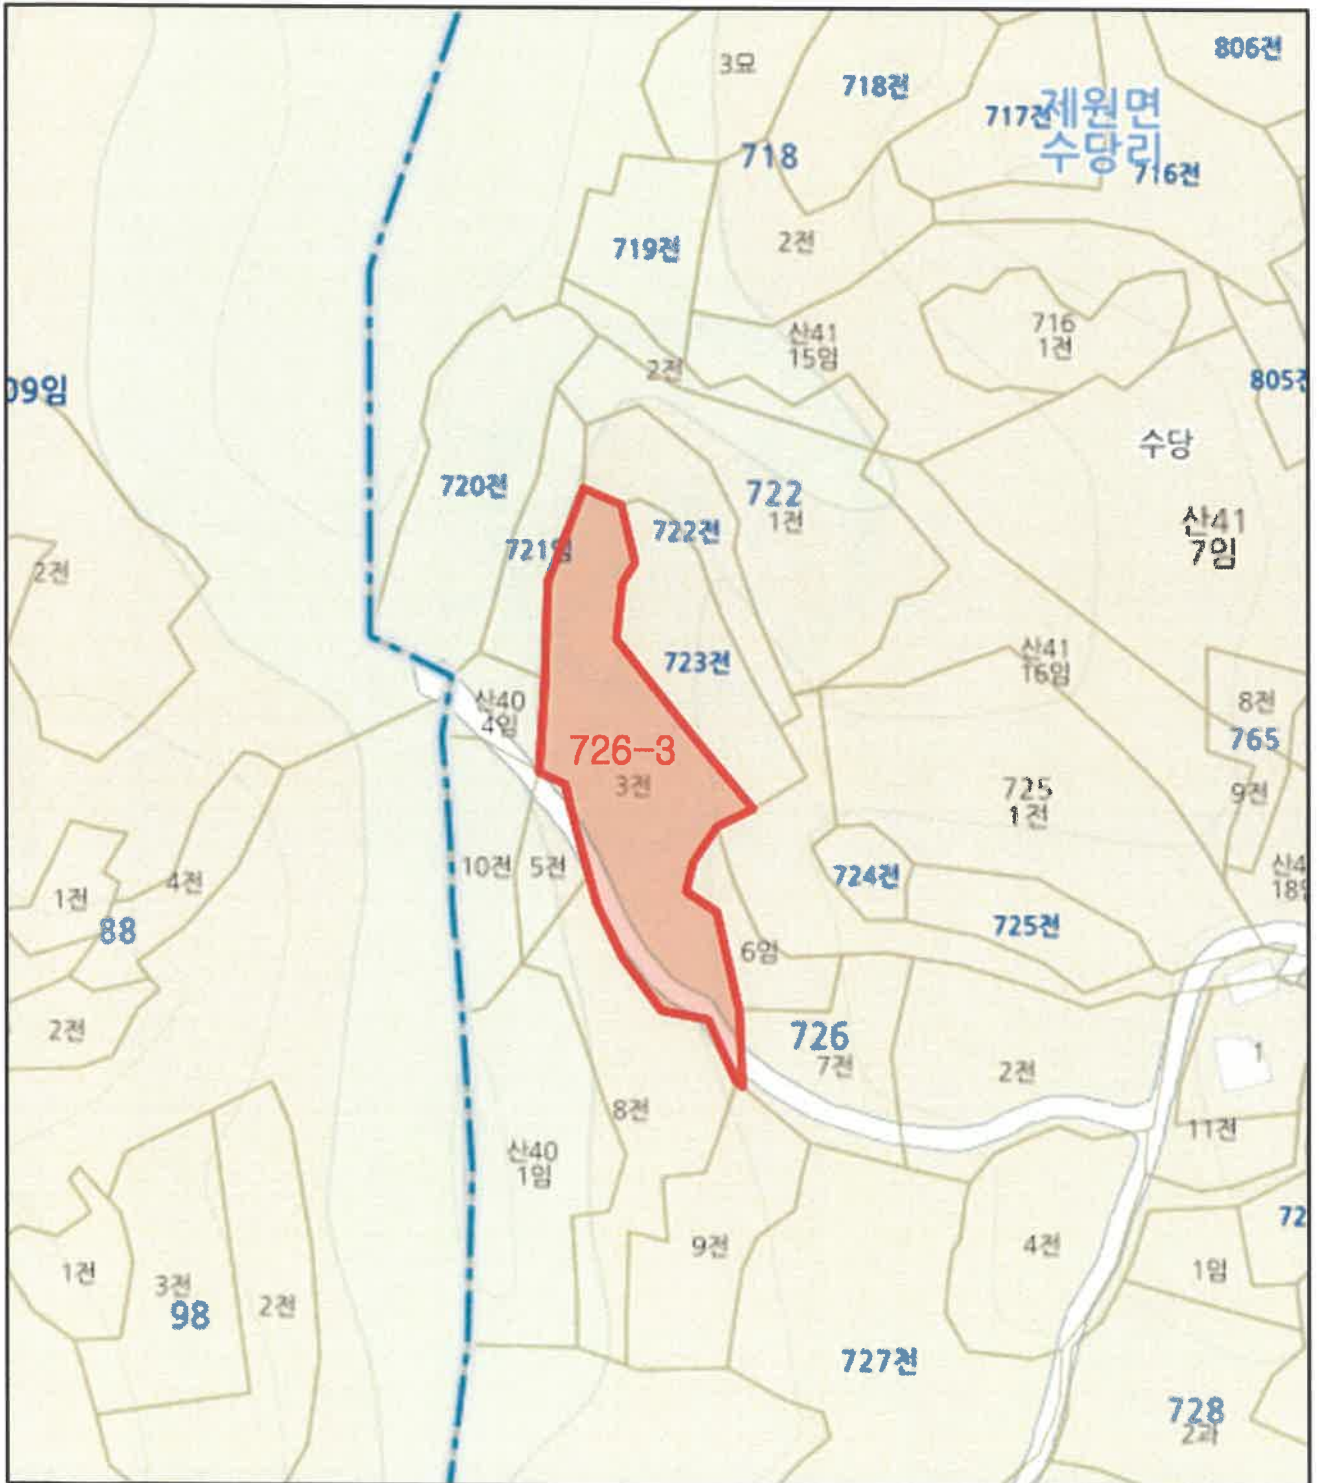 806전
3묘
718전
제원면
717전
수당리
718
716전
719전
2전
716
1전
산41
15임
2전
805전
09임
수당
720전
722
1전
산41
7임
722전
721임
2전
산41
16임
723전
8전
765
산40
4임
726-3
3전
725
1전
9전
10전
5전
724전
4전
1전
88
725전
6임
2전
726
7전
2전
1
8전
11전
산40
1임
72
9전
4전
1임
1전
3전
98
2전
727전
728
2과